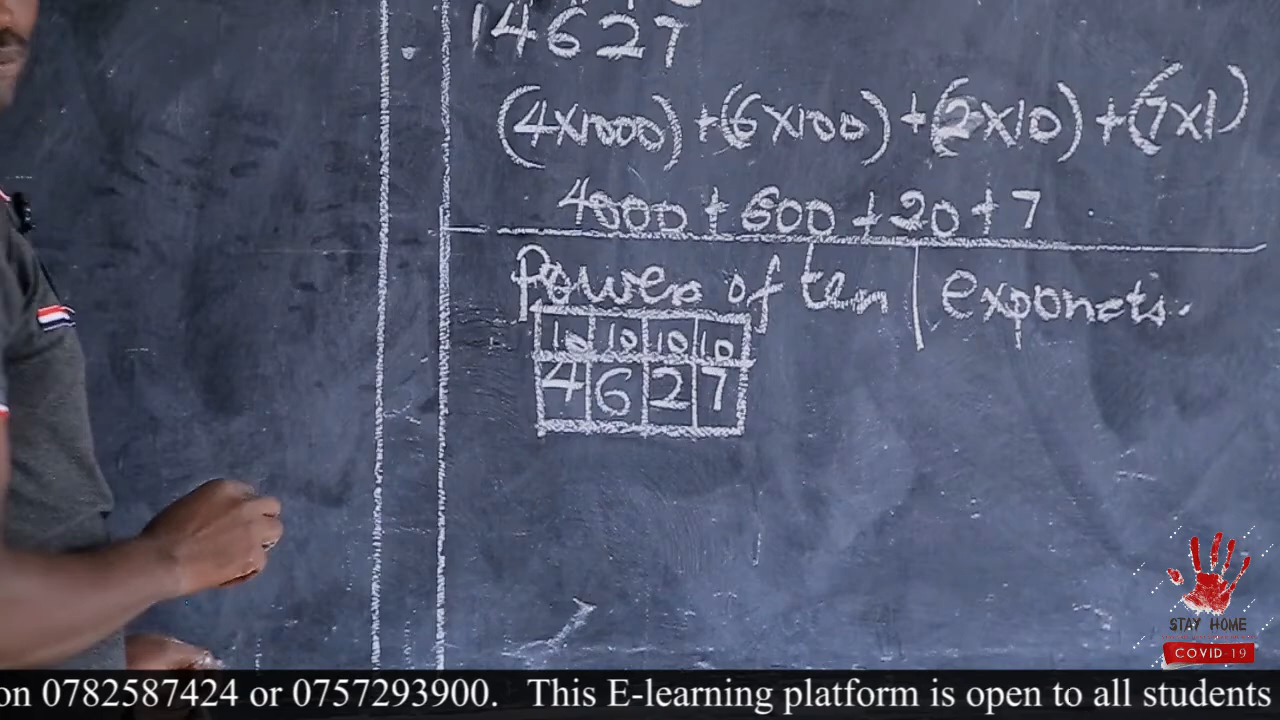 14627
(4x1000) + (6x100) + (2x10) + (7x1)
4000 + 600 + 20 + 7
Power of ten | exponets.
10 10 10 10
4 6 2 7
STAY HOME
COVID-19
on 0782587424 or 0757293900. This E-learning platform is open to all students